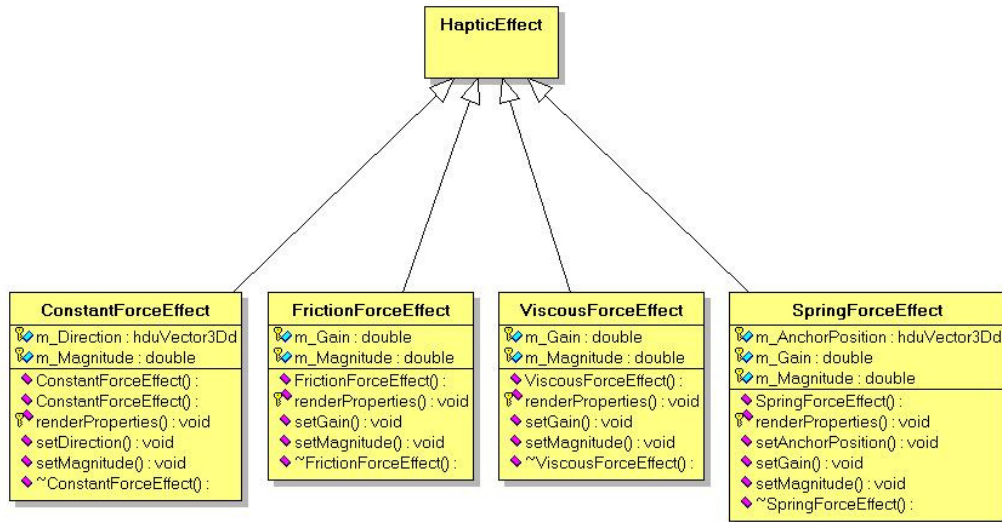 HapticEffect
ConstantForceEffect
m_Direction : hduVector3Dd
m_Magnitude : double
ConstantForceEffect() :
ConstantForceEffect() :
renderProperties() : void
setDirection() : void
setMagnitude() : void
~ConstantForceEffect() :
FrictionForceEffect
m_Gain : double
m_Magnitude : double
FrictionForceEffect() :
renderProperties() : void
setGain() : void
setMagnitude() : void
~FrictionForceEffect() :
ViscousForceEffect
m_Gain : double
m_Magnitude : double
ViscousForceEffect() :
renderProperties() : void
setGain() : void
setMagnitude() : void
~ViscousForceEffect() :
SpringForceEffect
m_AnchorPosition : hduVector3Dd
m_Gain : double
m_Magnitude : double
SpringForceEffect() :
renderProperties() : void
setAnchorPosition() : void
setGain() : void
setMagnitude() : void
~SpringForceEffect() :